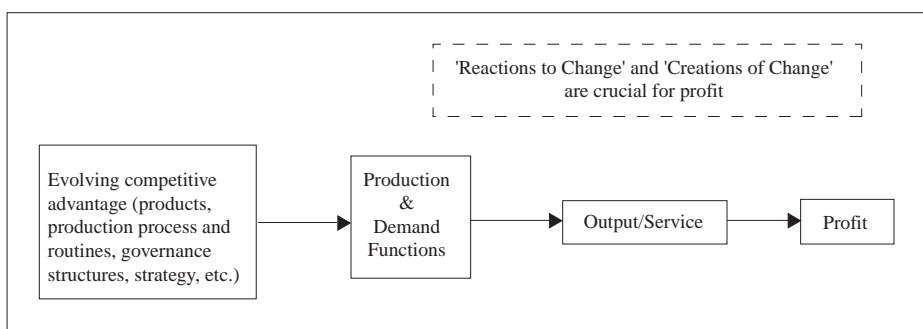 'Reactions to Change' and 'Creations of Change'
are crucial for profit
Evolving competitive
advantage (products,
production process and
routines, governance
structures, strategy, etc.)
Production
&
Demand
Functions
Output/Service
Profit